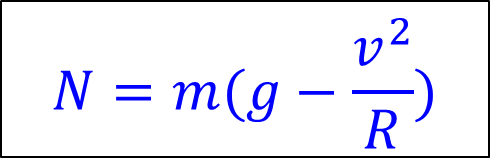 N = m(g − v²/R)